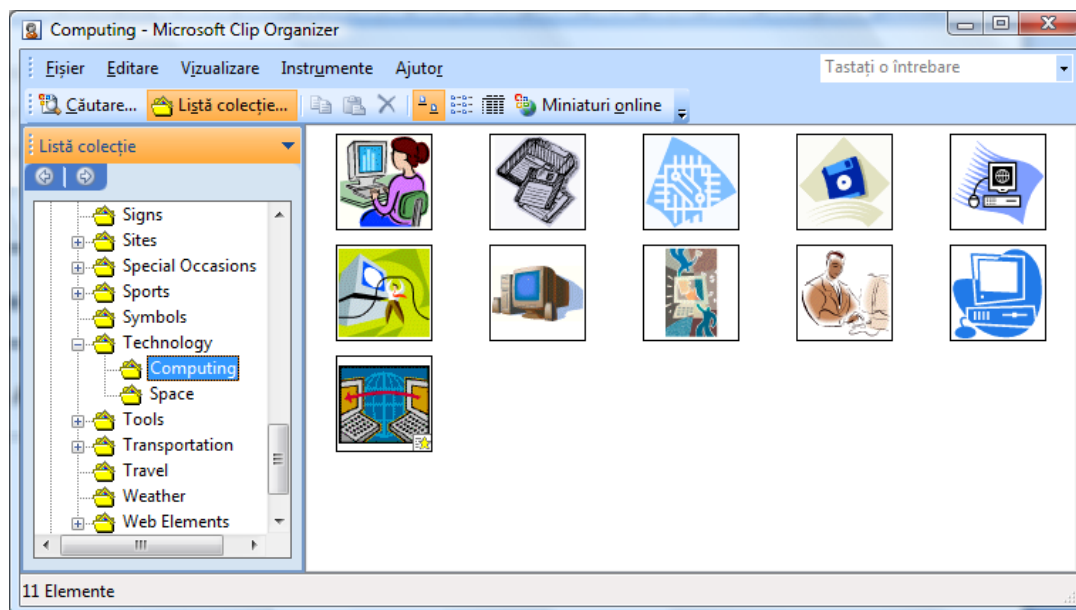 Computing - Microsoft Clip Organizer
Fișier Editare Vizualizare Instrumente Ajutor Tastați o întrebare
Căutare... Listă colecție... Miniaturi online
Listă colecție
Signs
Sites
Special Occasions
Sports
Symbols
Technology
Computing
Space
Tools
Transportation
Travel
Weather
Web Elements
11 Elemente